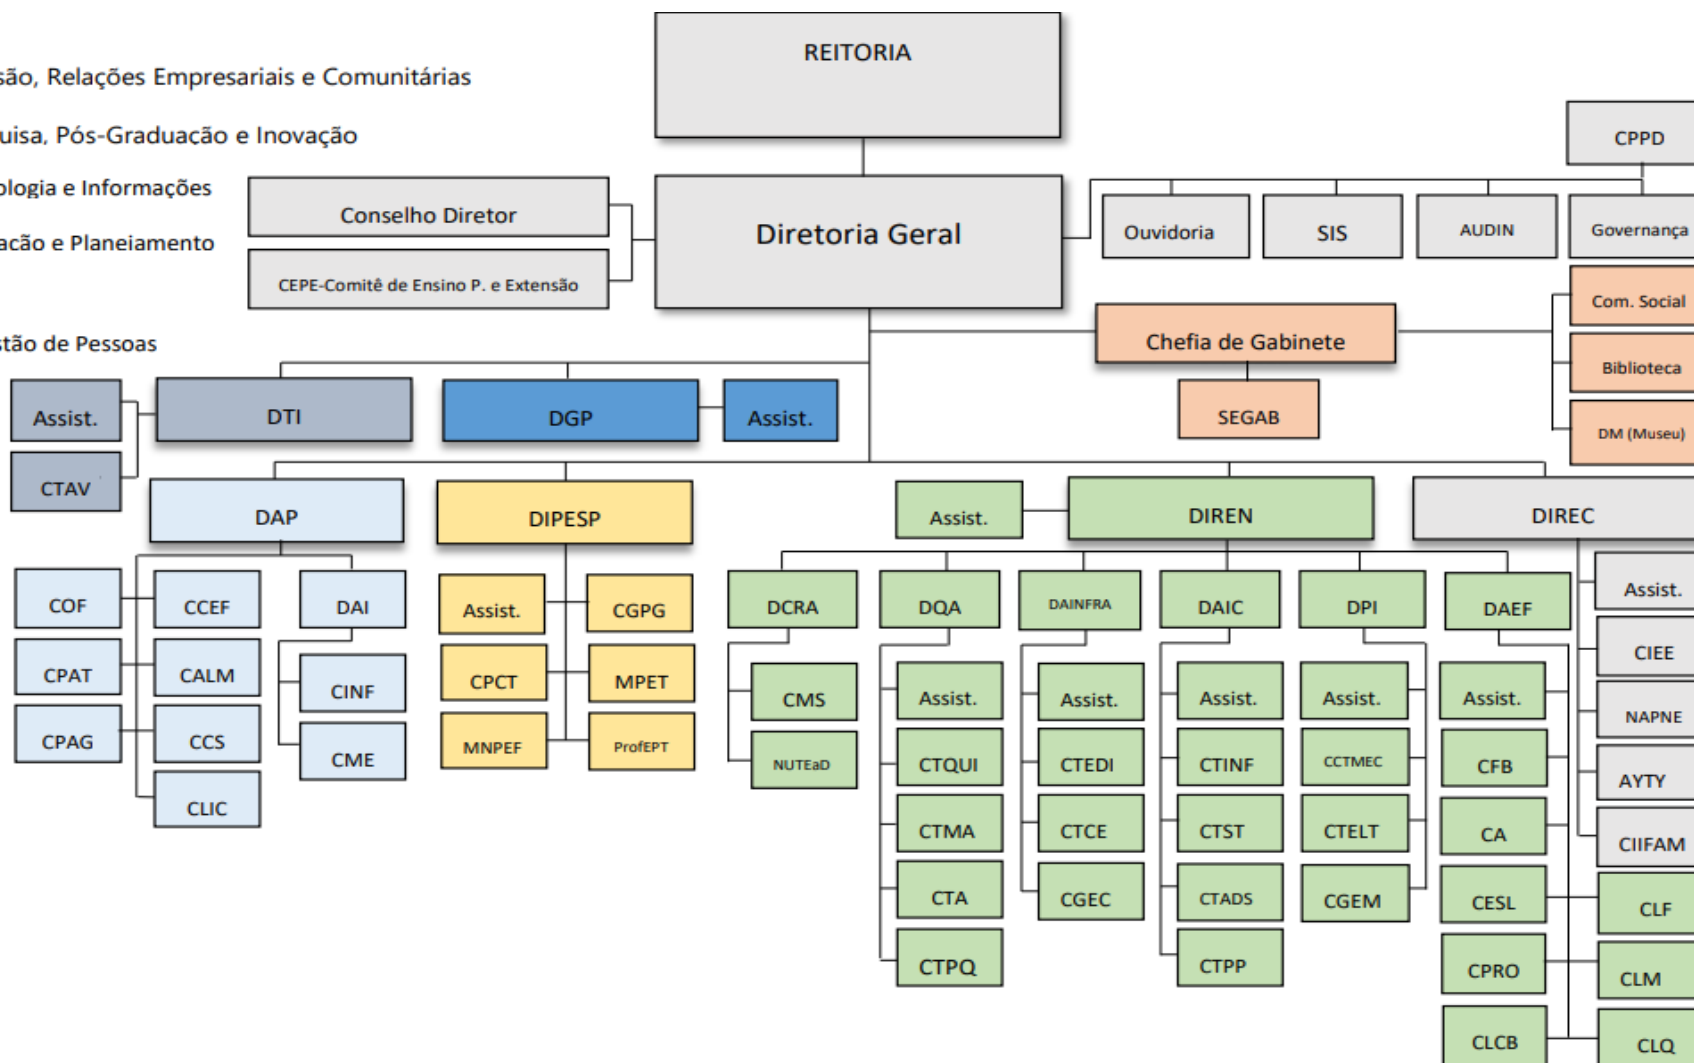 REITORIA
são, Relações Empresariais e Comunitárias
CPPD
uisa, Pós-Graduação e Inovação
ologia e Informações
Conselho Diretor
Diretoria Geral
Ouvidoria
SIS
AUDIN
Governança
ação e Planejamento
CEPE-Comitê de Ensino P. e Extensão
Com. Social
Chefia de Gabinete
stão de Pessoas
Biblioteca
Assist.
DTI
DGP
Assist.
SEGAB
DM (Museu)
CTAV
DAP
DIPESP
Assist.
DIREN
DIREC
COF
CCEF
DAI
Assist.
CGPG
DCRA
DQA
DAINFRA
DAIC
DPI
DAEF
Assist.
CPAT
CALM
CINF
CPCT
MPET
CMS
Assist.
Assist.
Assist.
Assist.
Assist.
CIEE
NAPNE
CPAG
CCS
CME
MNPEF
ProfEPT
NUTEaD
CTQUI
CTEDI
CTINF
CCTMEC
CFB
AYTY
CLIC
CTMA
CTCE
CTST
CTELT
CA
CIIFAM
CTA
CGEC
CTADS
CGEM
CESL
CLF
CTPQ
CTPP
CPRO
CLM
CLCB
CLQ